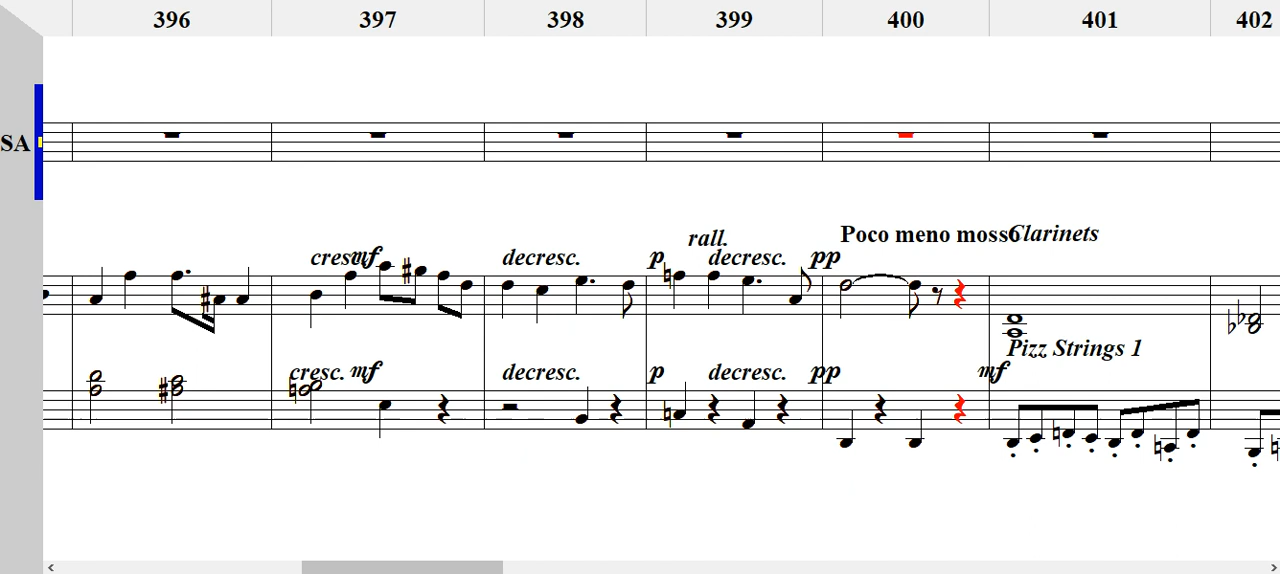 396 397 398 399 400 401 402
SA
rall. Poco meno mosso Clarinets
cresc. mf decresc. p decresc. pp
Pizz Strings 1
cresc. mf decresc. p decresc. pp mf